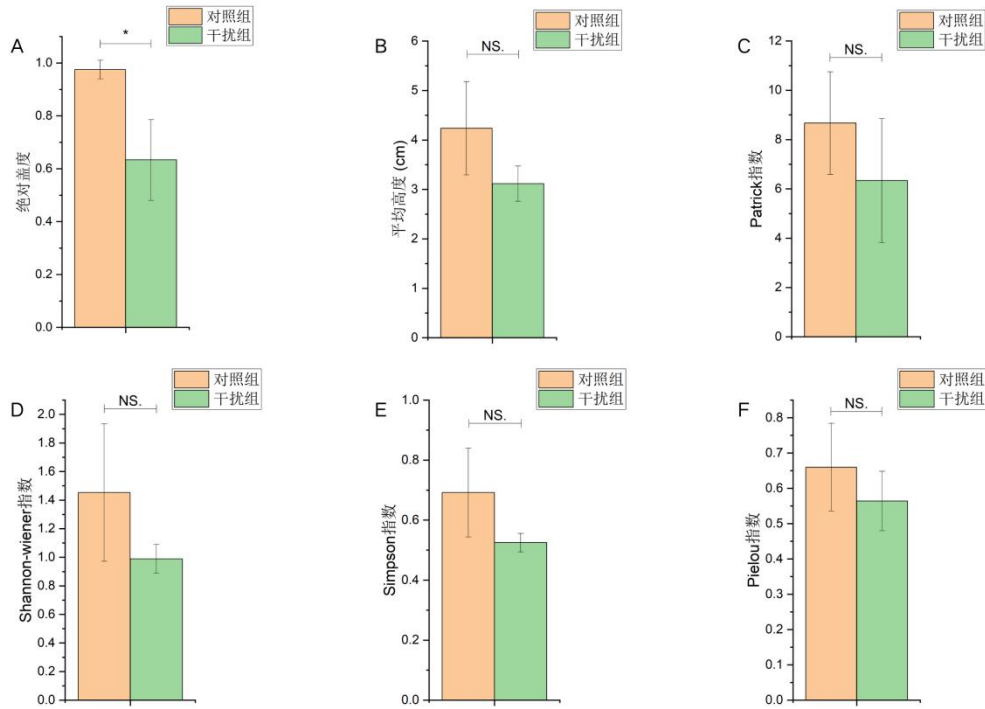 A
对照组
干扰组
*
绝对盖度
1.0
0.8
0.6
0.4
0.2
0.0
B
对照组
干扰组
NS.
平均高度 (cm)
6
5
4
3
2
1
0
C
对照组
干扰组
NS.
Patrick指数
12
10
8
6
4
2
0
D
对照组
干扰组
NS.
Shannon-wiener指数
2.0
1.8
1.6
1.4
1.2
1.0
0.8
0.6
0.4
0.2
0.0
E
对照组
干扰组
NS.
Simpson指数
1.0
0.8
0.6
0.4
0.2
0.0
F
对照组
干扰组
NS.
Pielou指数
0.8
0.7
0.6
0.5
0.4
0.3
0.2
0.1
0.0